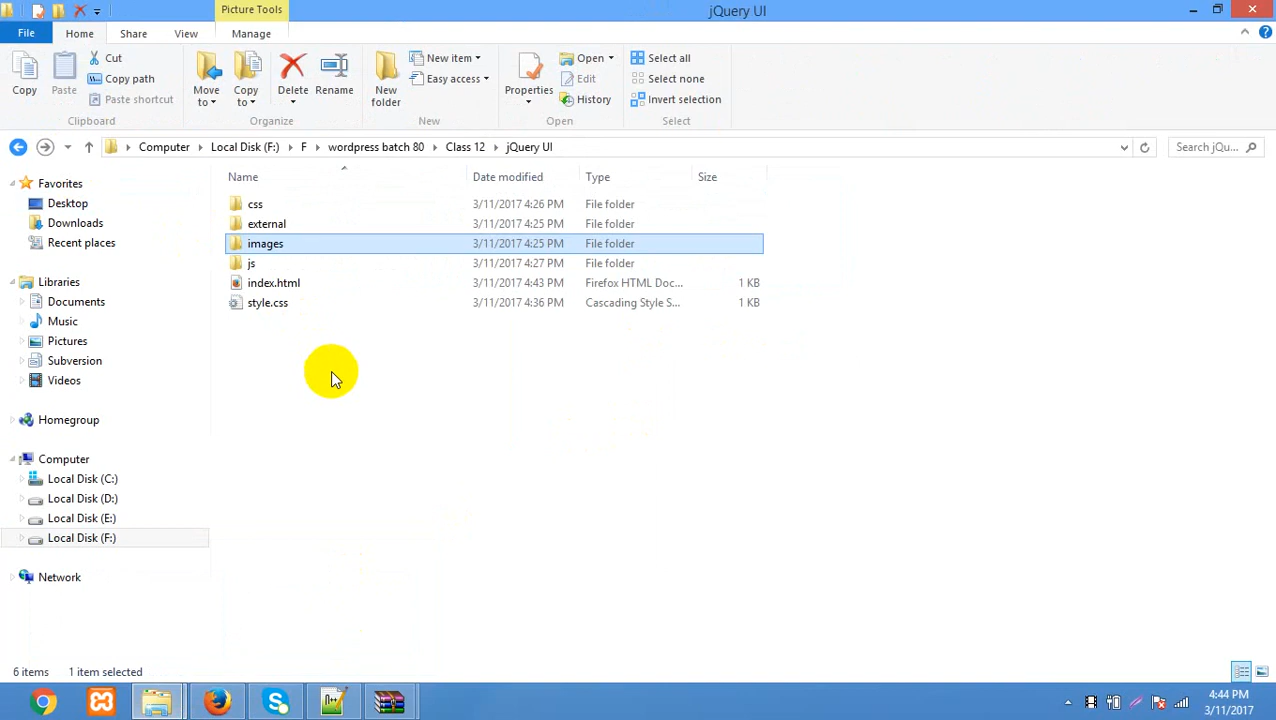 Picture Tools
jQuery UI
File
Home
Share
View
Manage
Copy
Paste
Cut
Copy path
Paste shortcut
Clipboard
Move to
Copy to
Delete
Rename
Organize
New folder
New item
Easy access
New
Properties
Open
Edit
History
Open
Select all
Select none
Invert selection
Select
Computer Local Disk (F:) F wordpress batch 80 Class 12 jQuery UI
Search jQu...
Favorites
Desktop
Downloads
Recent places
Libraries
Documents
Music
Pictures
Subversion
Videos
Homegroup
Computer
Local Disk (C:)
Local Disk (D:)
Local Disk (E:)
Local Disk (F:)
Network
Name Date modified Type Size
css 3/11/2017 4:26 PM File folder
external 3/11/2017 4:25 PM File folder
images 3/11/2017 4:25 PM File folder
js 3/11/2017 4:27 PM File folder
index.html 3/11/2017 4:43 PM Firefox HTML Doc... 1 KB
style.css 3/11/2017 4:36 PM Cascading Style S... 1 KB
6 items 1 item selected
4:44 PM
3/11/2017